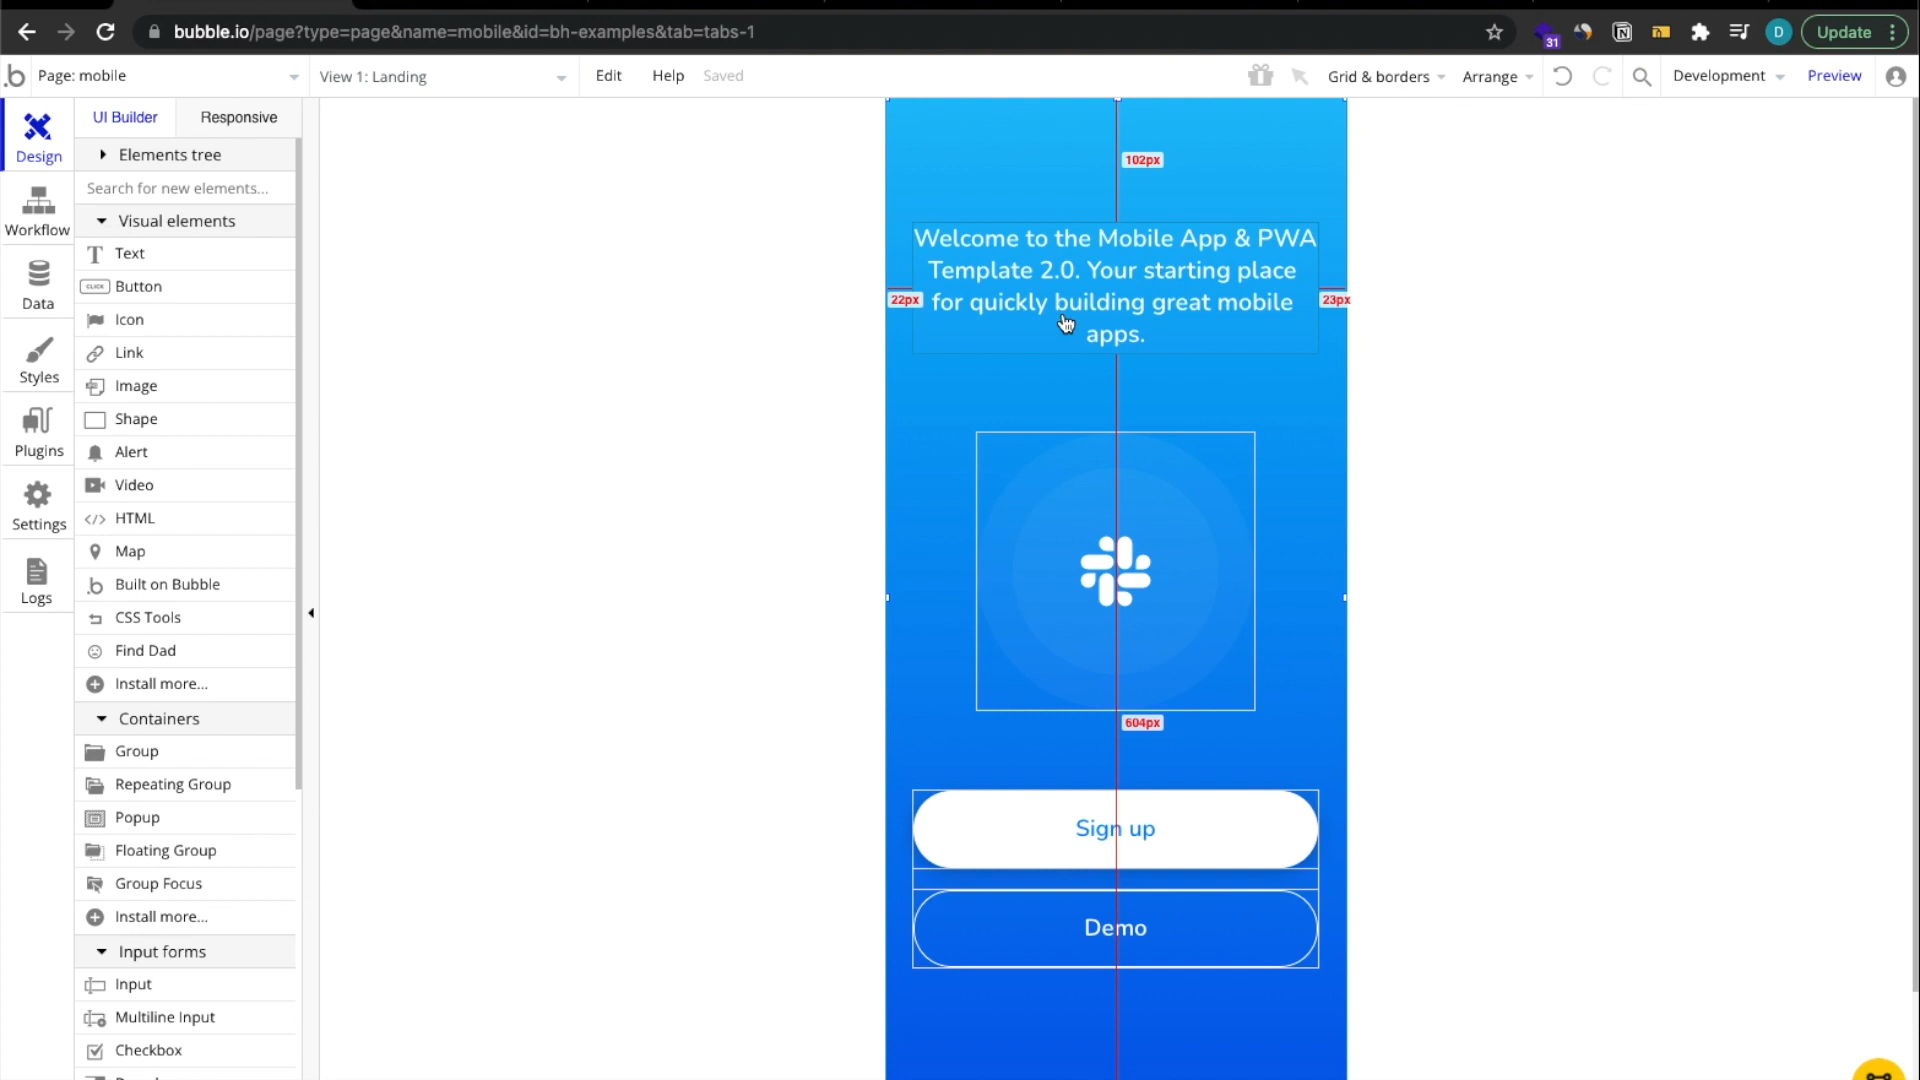 bubble.io/page?type=page&name=mobile&id=bh-examples&tab=tabs-1
31
D
Update
b
Page: mobile
View 1: Landing
Edit
Help
Saved
Grid & borders
Arrange
Development
Preview
Design
Workflow
Data
Styles
Plugins
Settings
Logs
UI Builder
Responsive
Elements tree
Search for new elements...
Visual elements
Text
CLICK
Button
Icon
Link
Image
Shape
Alert
Video
HTML
Map
Built on Bubble
CSS Tools
Find Dad
Install more...
Containers
Group
Repeating Group
Popup
Floating Group
Group Focus
Install more...
Input forms
Input
Multiline Input
Checkbox
102px
Welcome to the Mobile App & PWA
Template 2.0. Your starting place
for quickly building great mobile
apps.
22px
23px
604px
Sign up
Demo